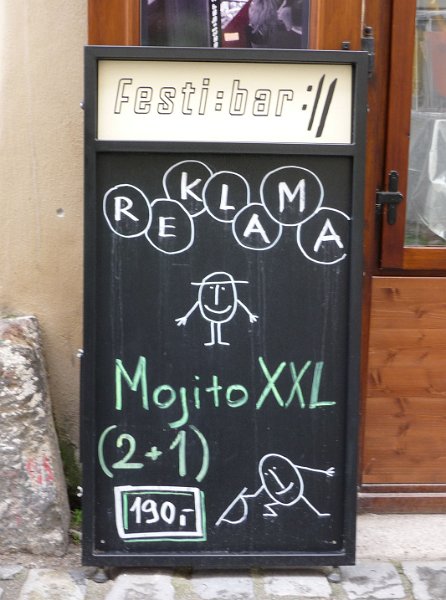 Festi:bar://
REKLAMA
Mojito XXL
(2+1)
190,-